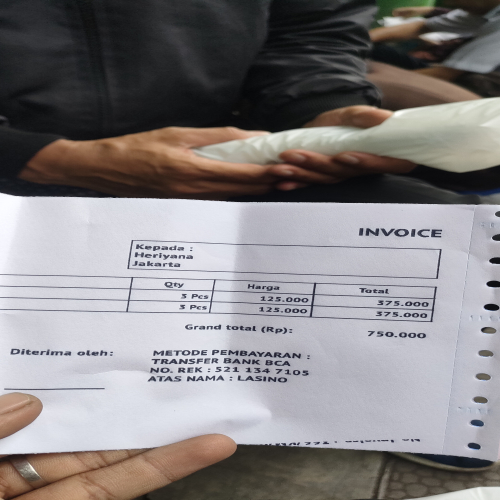 INVOICE
Kepada :
Heriyana
Jakarta
Qty Harga Total
3 Pcs 125.000 375.000
3 Pcs 125.000 375.000
Grand total (Rp): 750.000
Diterima oleh:
METODE PEMBAYARAN :
TRANSFER BANK BCA
NO. REK : 521 134 7105
ATAS NAMA : LASINO